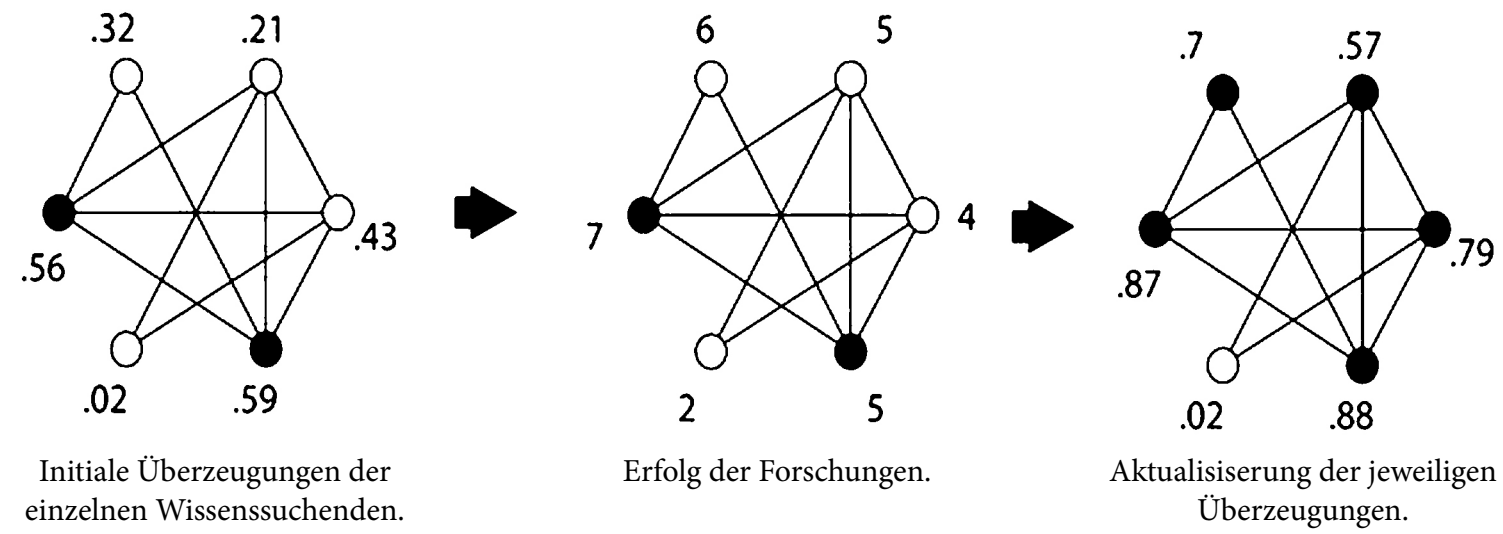 .32 .21
.56 .43
.02 .59
6 5
7 4
2 5
.7 .57
.87 .79
.02 .88
Initiale Überzeugungen der
einzelnen Wissenssuchenden.
Erfolg der Forschungen.
Aktualisiserung der jeweiligen
Überzeugungen.